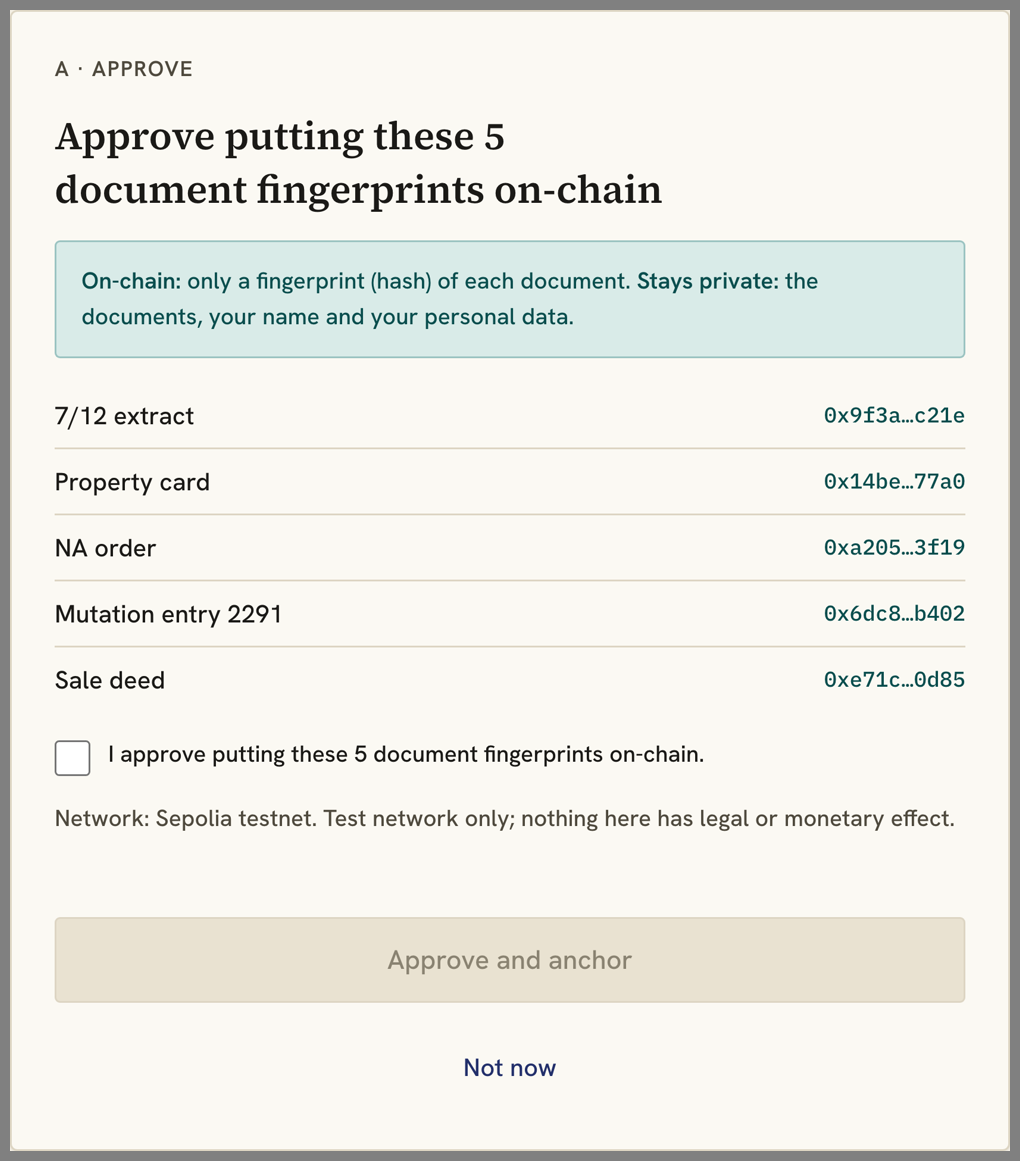 A · APPROVE
Approve putting these 5
document fingerprints on-chain
On-chain: only a fingerprint (hash) of each document. Stays private: the
documents, your name and your personal data.
7/12 extract 0x9f3a…c21e
Property card 0x14be…77a0
NA order 0xa205…3f19
Mutation entry 2291 0x6dc8…b402
Sale deed 0xe71c…0d85
I approve putting these 5 document fingerprints on-chain.
Network: Sepolia testnet. Test network only; nothing here has legal or monetary effect.
Approve and anchor
Not now